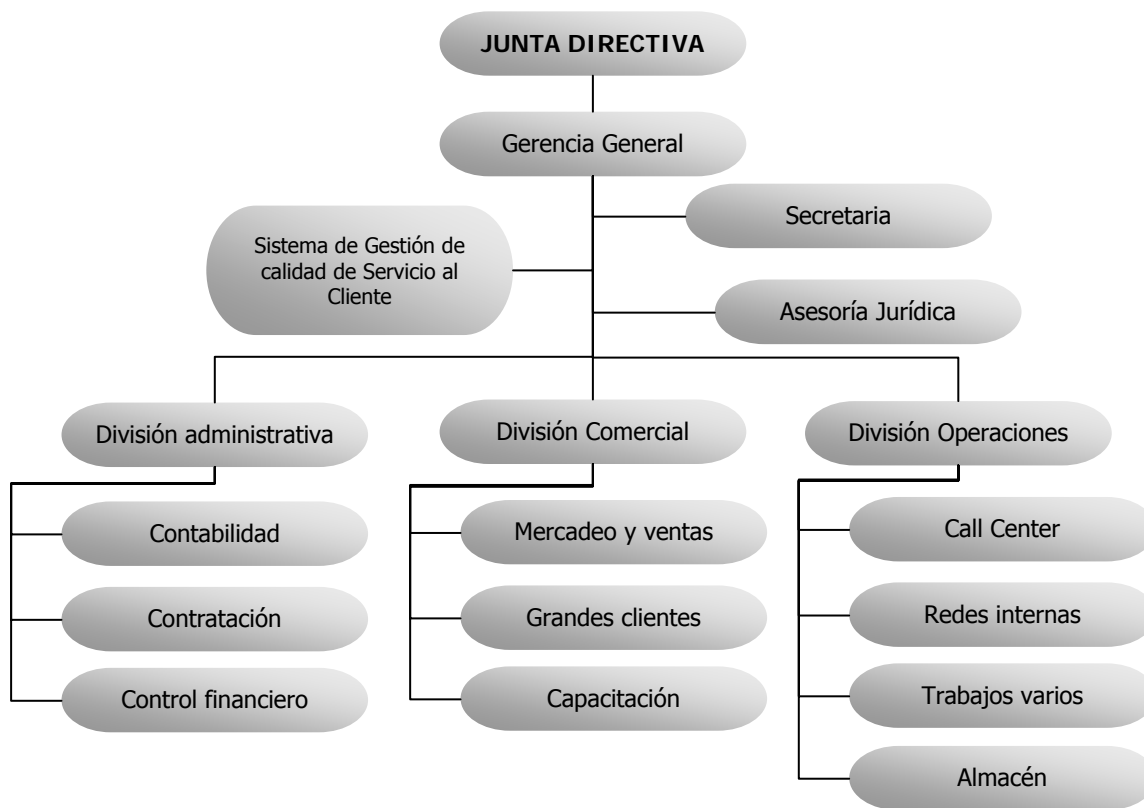 JUNTA DIRECTIVA
Gerencia General
Secretaria
Sistema de Gestión de
calidad de Servicio al
Cliente
Asesoría Jurídica
División administrativa
Contabilidad
Contratación
Control financiero
División Comercial
Mercadeo y ventas
Grandes clientes
Capacitación
División Operaciones
Call Center
Redes internas
Trabajos varios
Almacén